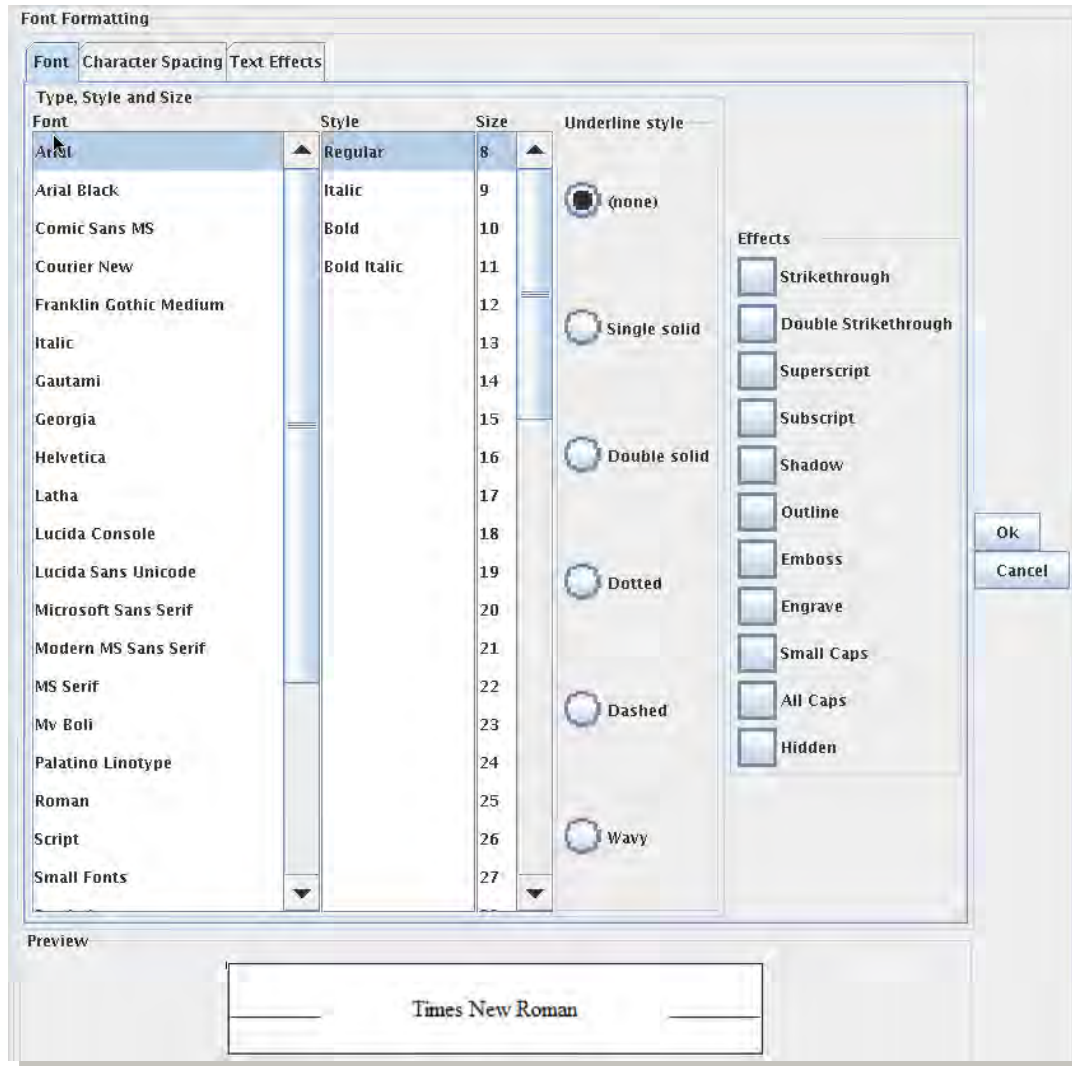 Font Formatting
Font Character Spacing Text Effects
Type, Style and Size
Font Style Size Underline style
Arial Regular 8
Arial Black Italic 9 (none)
Comic Sans MS Bold 10
Effects
Courier New Bold Italic 11 Strikethrough
Franklin Gothic Medium 12
Single solid Double Strikethrough
Italic 13
Gautami 14 Superscript
Georgia 15 Subscript
Helvetica 16 Double solid Shadow
Latha 17
Outline
Lucida Console 18 Ok
Emboss
Lucida Sans Unicode 19 Cancel
Dotted
Microsoft Sans Serif 20 Engrave
Modern MS Sans Serif 21 Small Caps
MS Serif 22 All Caps
Dashed
Mv Boli 23
Hidden
Palatino Linotype 24
Roman 25
Script 26 Wavy
Small Fonts 27
Preview
Times New Roman